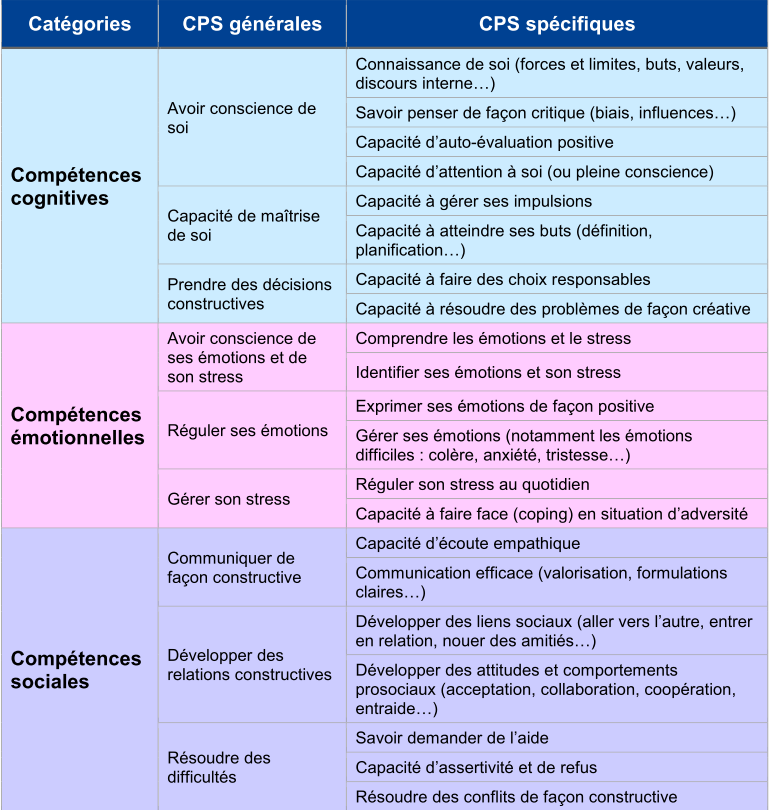 Catégories
CPS générales
CPS spécifiques
Compétences
cognitives
Avoir conscience de
soi
Connaissance de soi (forces et limites, buts, valeurs,
discours interne…)
Savoir penser de façon critique (biais, influences…)
Capacité d’auto-évaluation positive
Capacité d’attention à soi (ou pleine conscience)
Capacité de maîtrise
de soi
Capacité à gérer ses impulsions
Capacité à atteindre ses buts (définition,
planification…)
Prendre des décisions
constructives
Capacité à faire des choix responsables
Capacité à résoudre des problèmes de façon créative
Compétences
émotionnelles
Avoir conscience de
ses émotions et de
son stress
Comprendre les émotions et le stress
Identifier ses émotions et son stress
Réguler ses émotions
Exprimer ses émotions de façon positive
Gérer ses émotions (notamment les émotions
difficiles : colère, anxiété, tristesse…)
Gérer son stress
Réguler son stress au quotidien
Capacité à faire face (coping) en situation d’adversité
Compétences
sociales
Communiquer de
façon constructive
Capacité d’écoute empathique
Communication efficace (valorisation, formulations
claires…)
Développer des
relations constructives
Développer des liens sociaux (aller vers l’autre, entrer
en relation, nouer des amitiés…)
Développer des attitudes et comportements
prosociaux (acceptation, collaboration, coopération,
entraide…)
Résoudre des
difficultés
Savoir demander de l’aide
Capacité d’assertivité et de refus
Résoudre des conflits de façon constructive